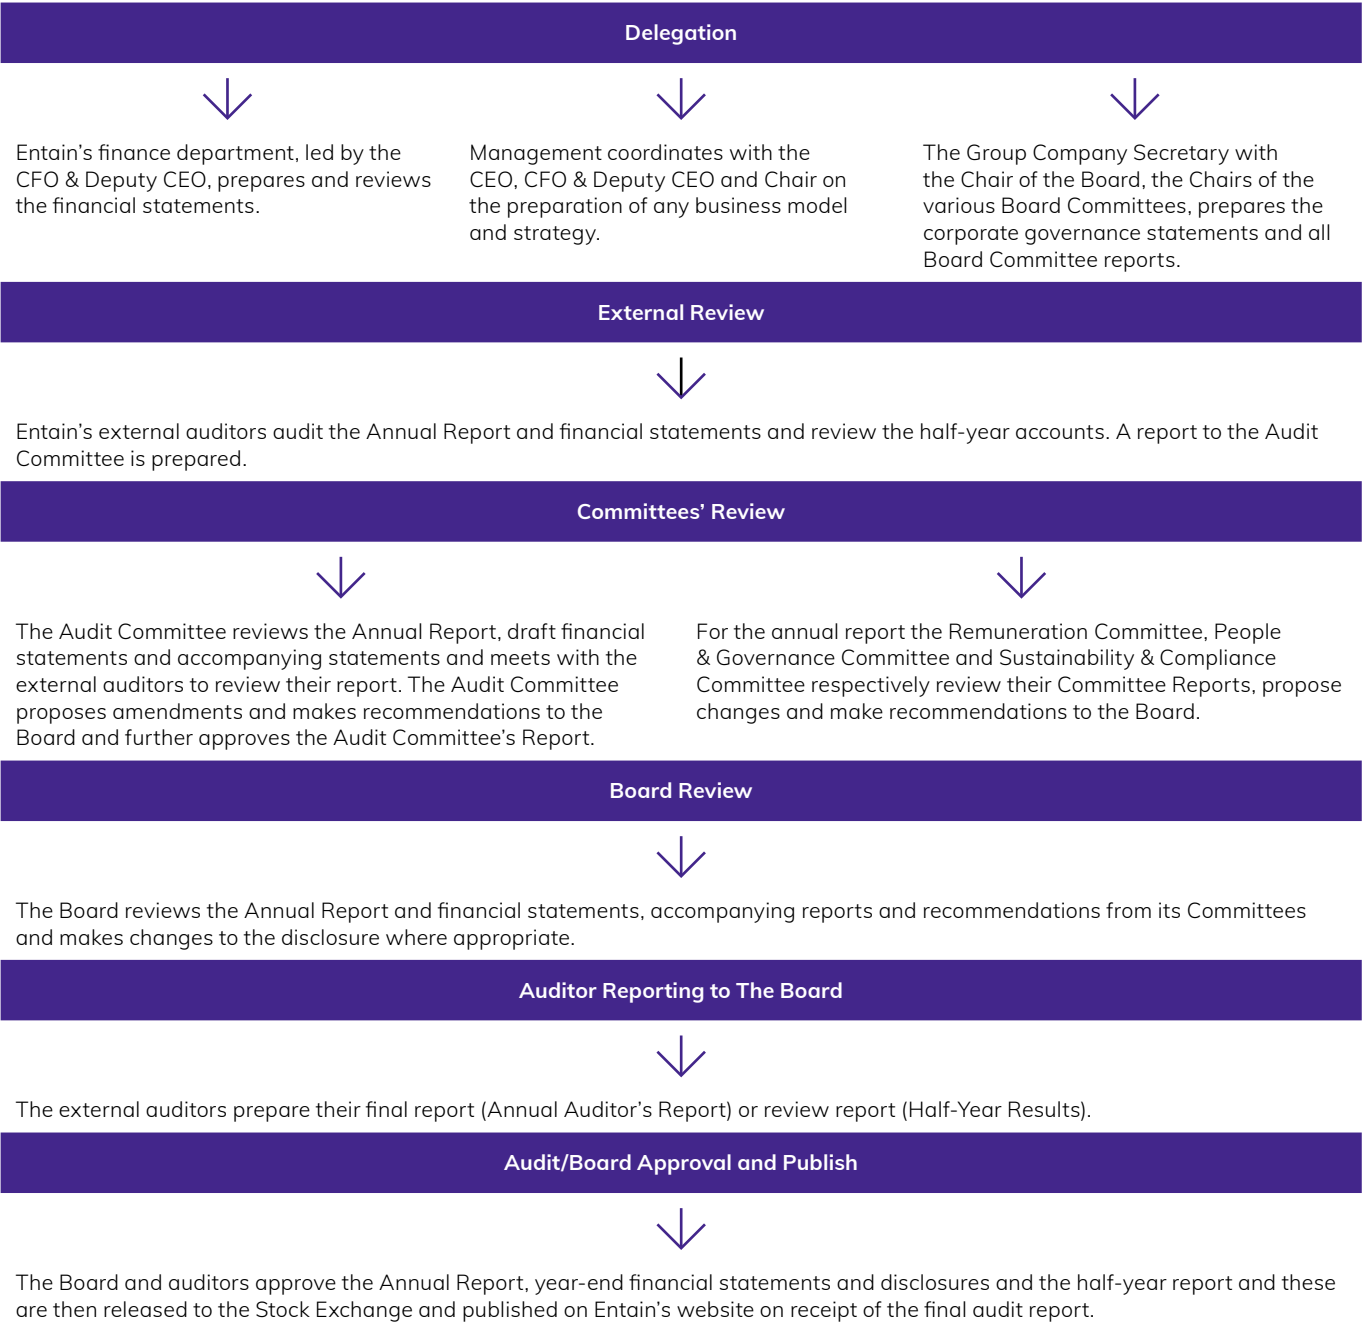 Delegation
Entain’s finance department, led by the
CFO & Deputy CEO, prepares and reviews
the financial statements.
Management coordinates with the
CEO, CFO & Deputy CEO and Chair on
the preparation of any business model
and strategy.
The Group Company Secretary with
the Chair of the Board, the Chairs of the
various Board Committees, prepares the
corporate governance statements and all
Board Committee reports.
External Review
Entain’s external auditors audit the Annual Report and financial statements and review the half-year accounts. A report to the Audit
Committee is prepared.
Committees’ Review
The Audit Committee reviews the Annual Report, draft financial
statements and accompanying statements and meets with the
external auditors to review their report. The Audit Committee
proposes amendments and makes recommendations to the
Board and further approves the Audit Committee’s Report.
For the annual report the Remuneration Committee, People
& Governance Committee and Sustainability & Compliance
Committee respectively review their Committee Reports, propose
changes and make recommendations to the Board.
Board Review
The Board reviews the Annual Report and financial statements, accompanying reports and recommendations from its Committees
and makes changes to the disclosure where appropriate.
Auditor Reporting to The Board
The external auditors prepare their final report (Annual Auditor’s Report) or review report (Half-Year Results).
Audit/Board Approval and Publish
The Board and auditors approve the Annual Report, year-end financial statements and disclosures and the half-year report and these
are then released to the Stock Exchange and published on Entain’s website on receipt of the final audit report.